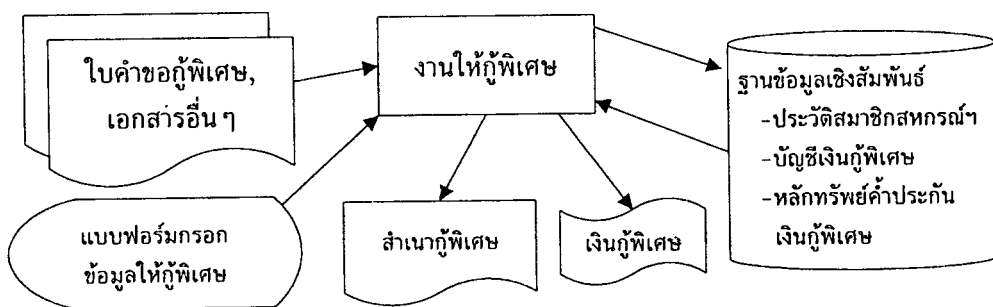 ใบคำขอกู้พิเศษ,
เอกสารอื่น ๆ
งานให้กู้พิเศษ
ฐานข้อมูลเชิงสัมพันธ์
-ประวัติสมาชิกสหกรณ์ฯ
-บัญชีเงินกู้พิเศษ
-หลักทรัพย์ค้ำประกัน
เงินกู้พิเศษ
แบบฟอร์มกรอก
ข้อมูลให้กู้พิเศษ
สำเนากู้พิเศษ
เงินกู้พิเศษ